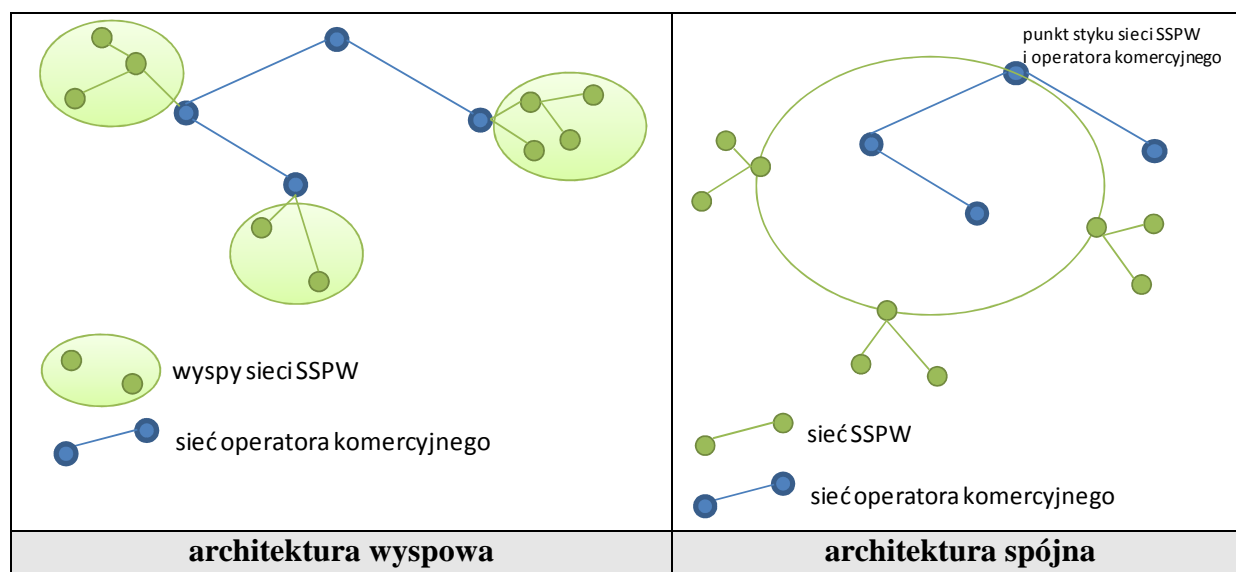 wyspy sieci SSPW
sieć operatora komercyjnego
architektura wyspowa
punkt styku sieci SSPW
i operatora komercyjnego
sieć SSPW
sieć operatora komercyjnego
architektura spójna